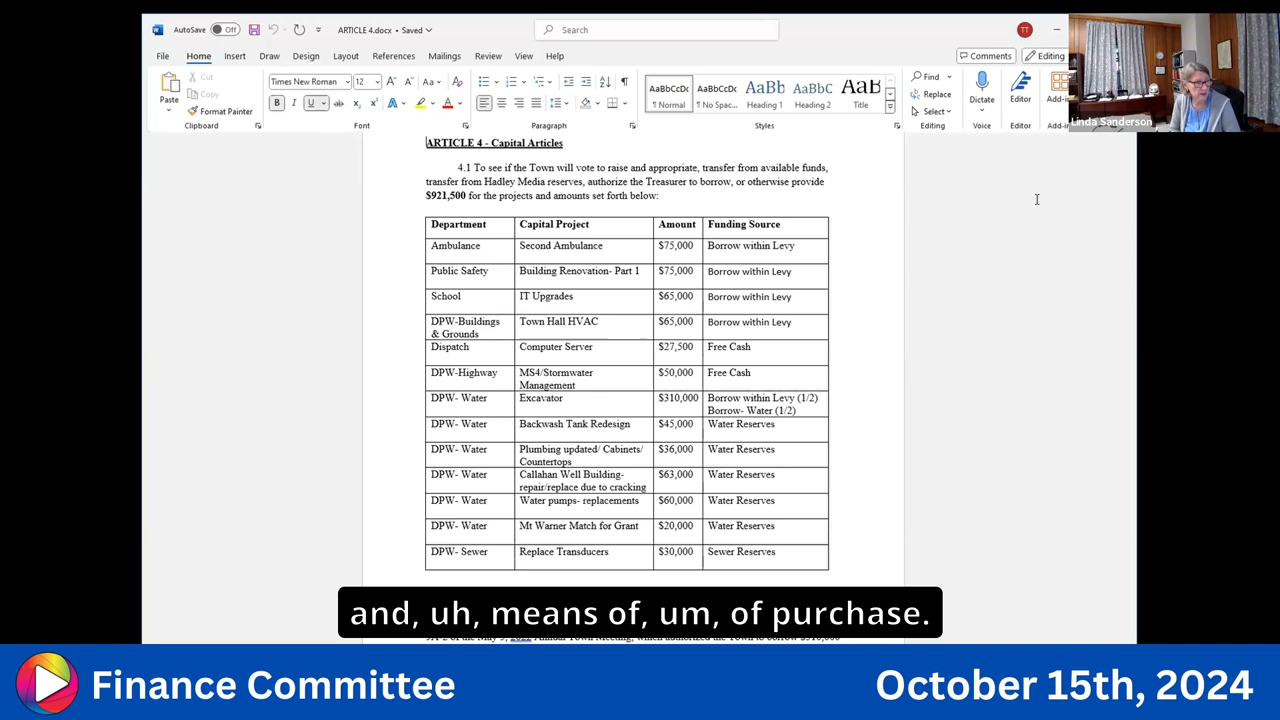 AutoSave Off ARTICLE 4.docx • Saved Search TT
File Home Insert Draw Design Layout References Mailings Review View Help Comments Editing
Paste Cut Copy Format Painter Times New Roman 12 Find Replace Select Dictate Editor Add-in
AaBbCcDc ¶ Normal AaBbCcDc ¶ No Spac... AaBb Heading 1 AaBbC Heading 2 AaB Title
Clipboard Font Paragraph Styles Editing Voice Editor Add-in
Linda Sanderson
ARTICLE 4 - Capital Articles
4.1 To see if the Town will vote to raise and appropriate, transfer from available funds,
transfer from Hadley Media reserves, authorize the Treasurer to borrow, or otherwise provide
$921,500 for the projects and amounts set forth below:
Department Capital Project Amount Funding Source
Ambulance Second Ambulance $75,000 Borrow within Levy
Public Safety Building Renovation- Part 1 $75,000 Borrow within Levy
School IT Upgrades $65,000 Borrow within Levy
DPW-Buildings & Grounds Town Hall HVAC $65,000 Borrow within Levy
Dispatch Computer Server $27,500 Free Cash
DPW-Highway MS4/Stormwater Management $50,000 Free Cash
DPW- Water Excavator $310,000 Borrow within Levy (1/2) Borrow- Water (1/2)
DPW- Water Backwash Tank Redesign $45,000 Water Reserves
DPW- Water Plumbing updated/ Cabinets/ Countertops $36,000 Water Reserves
DPW- Water Callahan Well Building- repair/replace due to cracking $63,000 Water Reserves
DPW- Water Water pumps- replacements $60,000 Water Reserves
DPW- Water Mt Warner Match for Grant $20,000 Water Reserves
DPW- Sewer Replace Transducers $30,000 Sewer Reserves
and, uh, means of, um, of purchase.
Finance Committee
October 15th, 2024